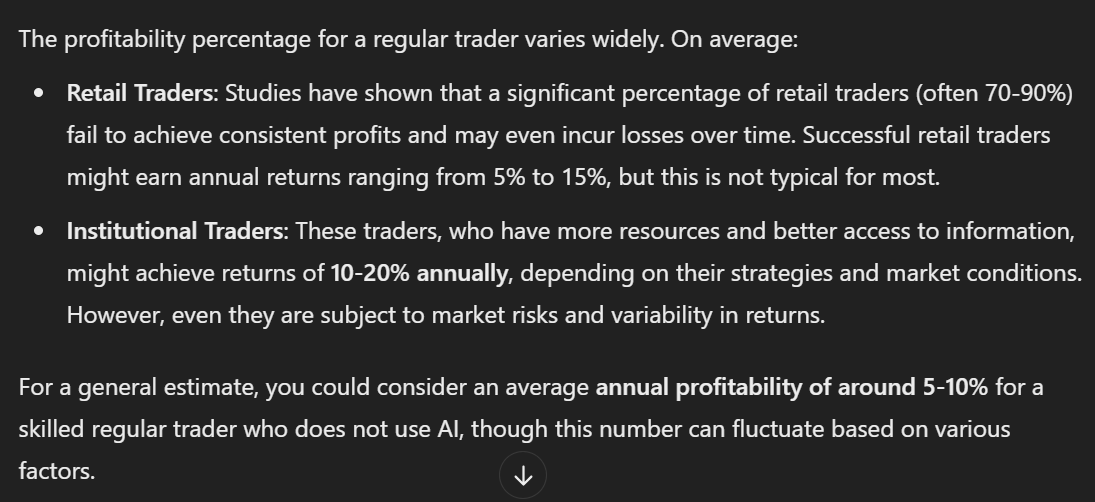 The profitability percentage for a regular trader varies widely. On average:
• Retail Traders: Studies have shown that a significant percentage of retail traders (often 70-90%)
fail to achieve consistent profits and may even incur losses over time. Successful retail traders
might earn annual returns ranging from 5% to 15%, but this is not typical for most.
• Institutional Traders: These traders, who have more resources and better access to information,
might achieve returns of 10-20% annually, depending on their strategies and market conditions.
However, even they are subject to market risks and variability in returns.
For a general estimate, you could consider an average annual profitability of around 5-10% for a
skilled regular trader who does not use AI, though this number can fluctuate based on various
factors.